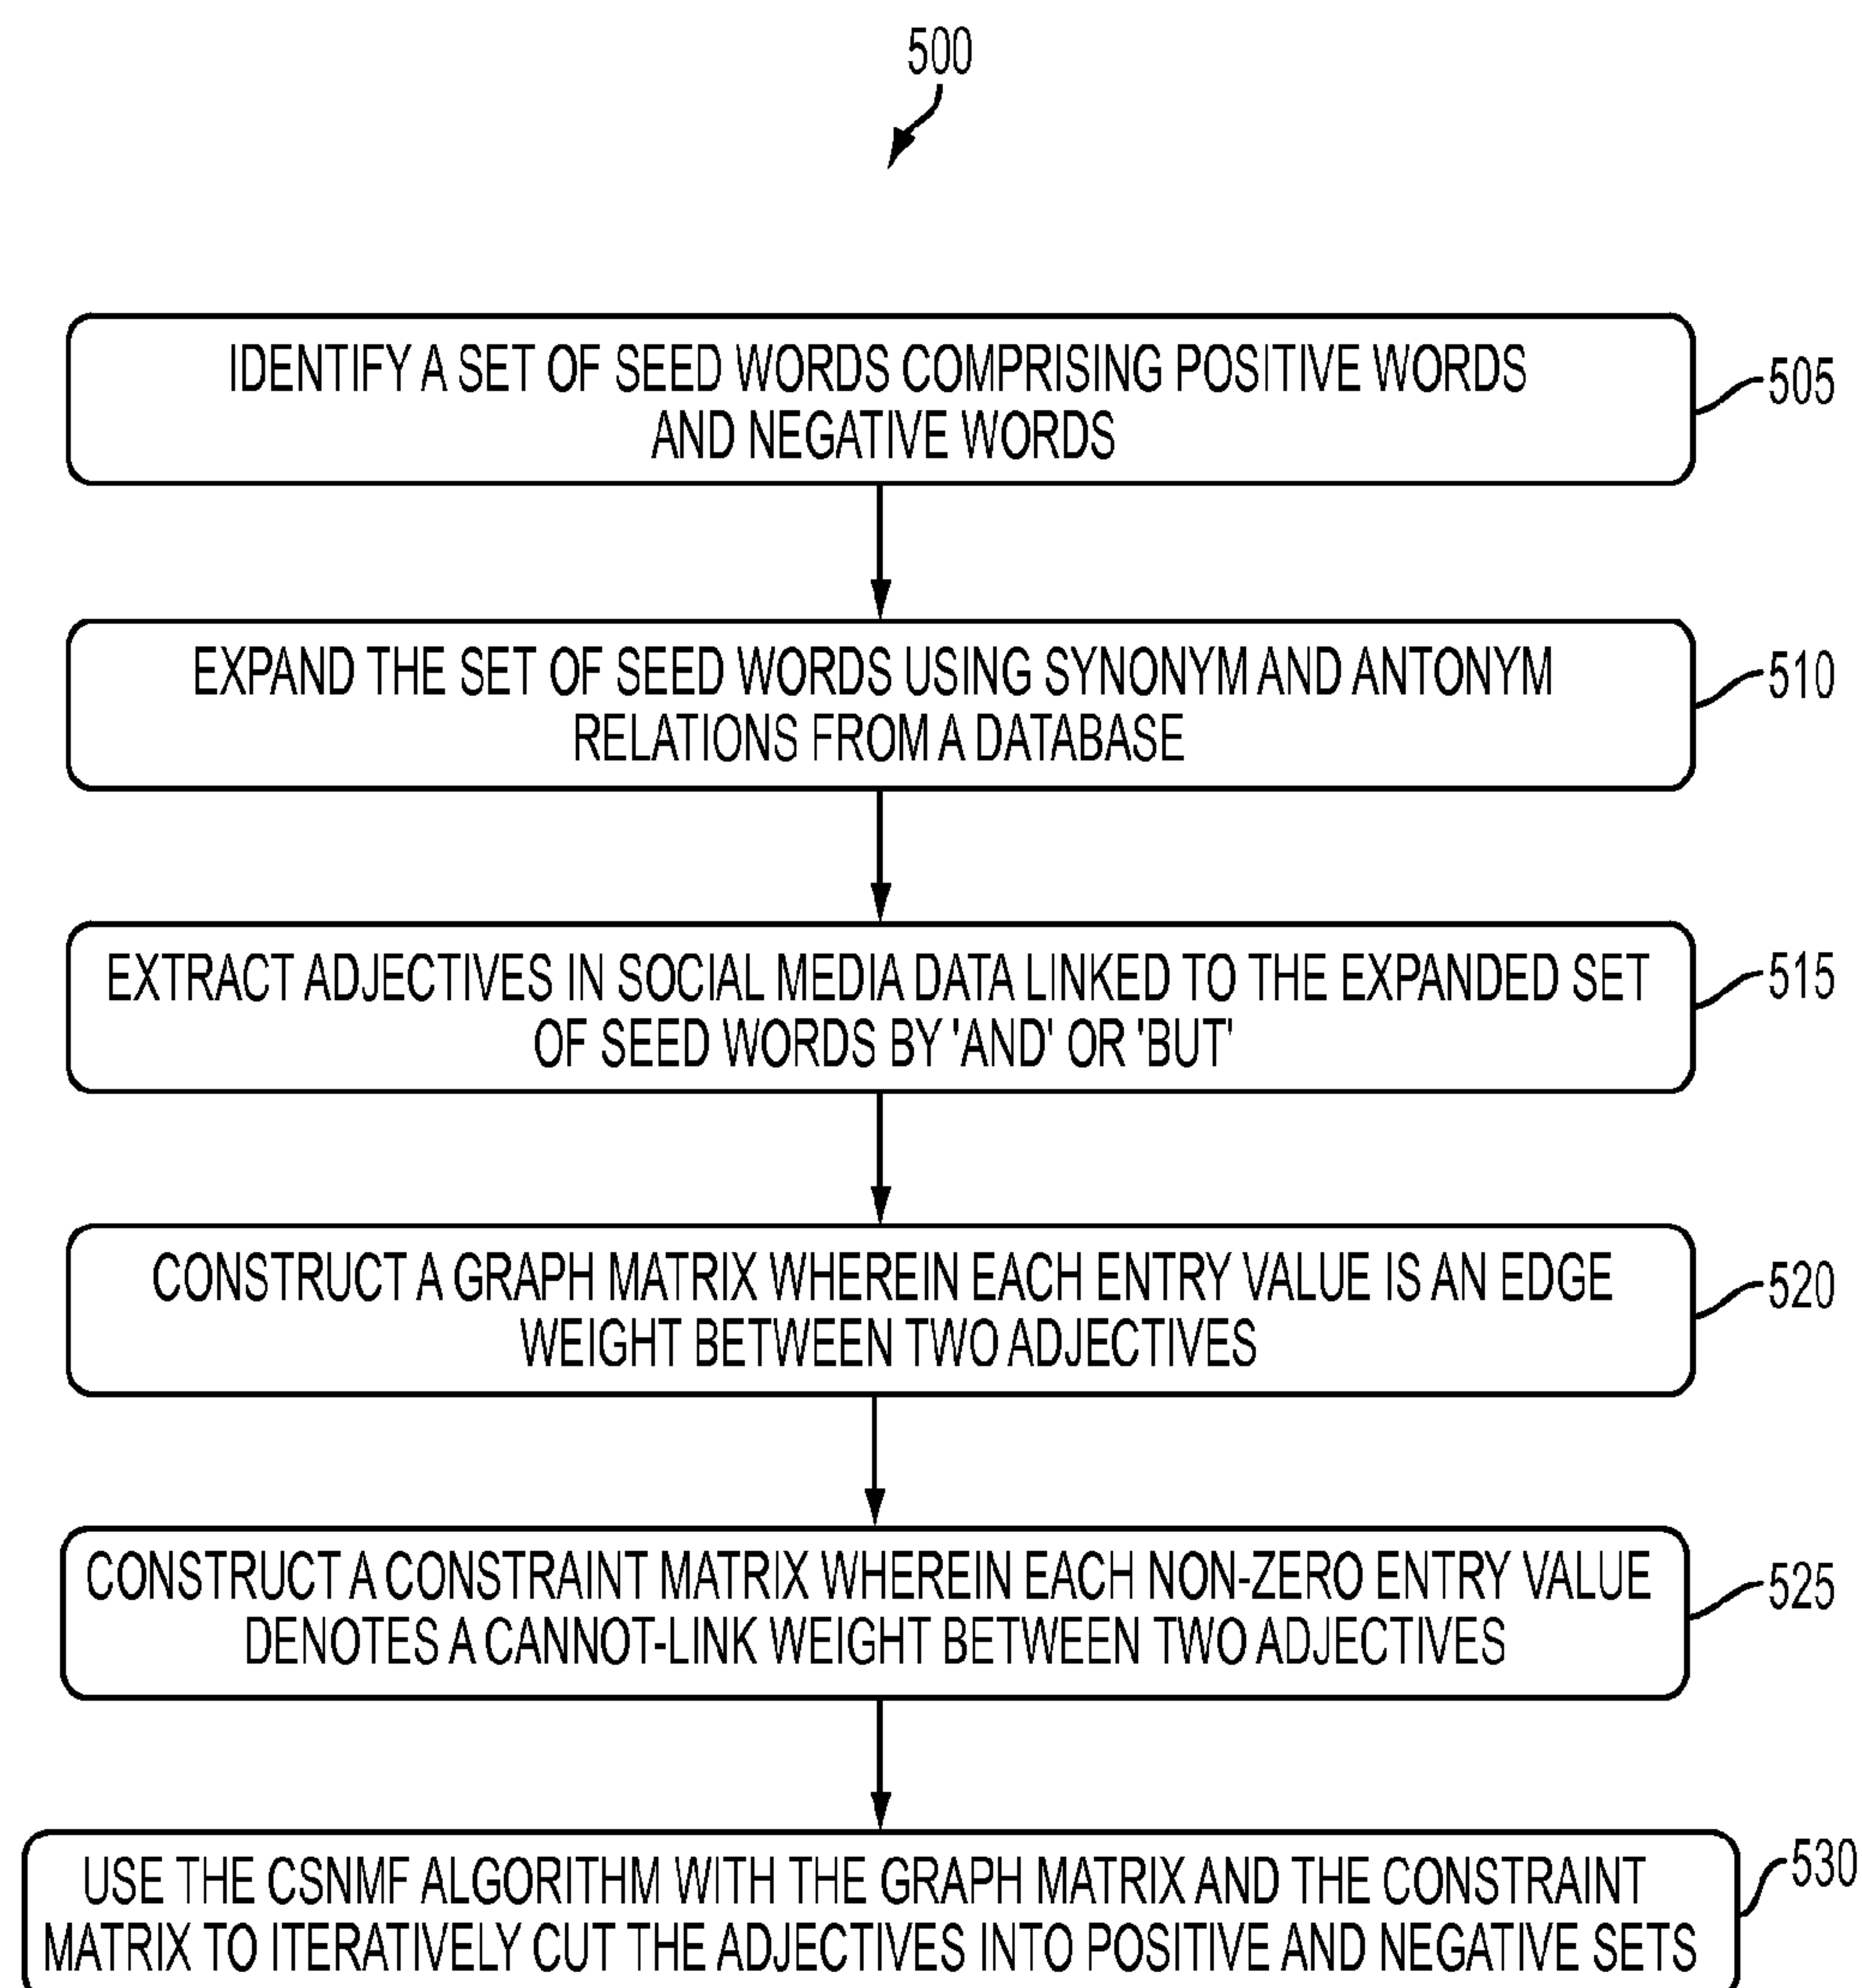 500
IDENTIFY A SET OF SEED WORDS COMPRISING POSITIVE WORDS
AND NEGATIVE WORDS
505
EXPAND THE SET OF SEED WORDS USING SYNONYM AND ANTONYM
RELATIONS FROM A DATABASE
510
EXTRACT ADJECTIVES IN SOCIAL MEDIA DATA LINKED TO THE EXPANDED SET
OF SEED WORDS BY 'AND' OR 'BUT'
515
CONSTRUCT A GRAPH MATRIX WHEREIN EACH ENTRY VALUE IS AN EDGE
WEIGHT BETWEEN TWO ADJECTIVES
520
CONSTRUCT A CONSTRAINT MATRIX WHEREIN EACH NON-ZERO ENTRY VALUE
DENOTES A CANNOT-LINK WEIGHT BETWEEN TWO ADJECTIVES
525
USE THE CSNMF ALGORITHM WITH THE GRAPH MATRIX AND THE CONSTRAINT
MATRIX TO ITERATIVELY CUT THE ADJECTIVES INTO POSITIVE AND NEGATIVE SETS
530